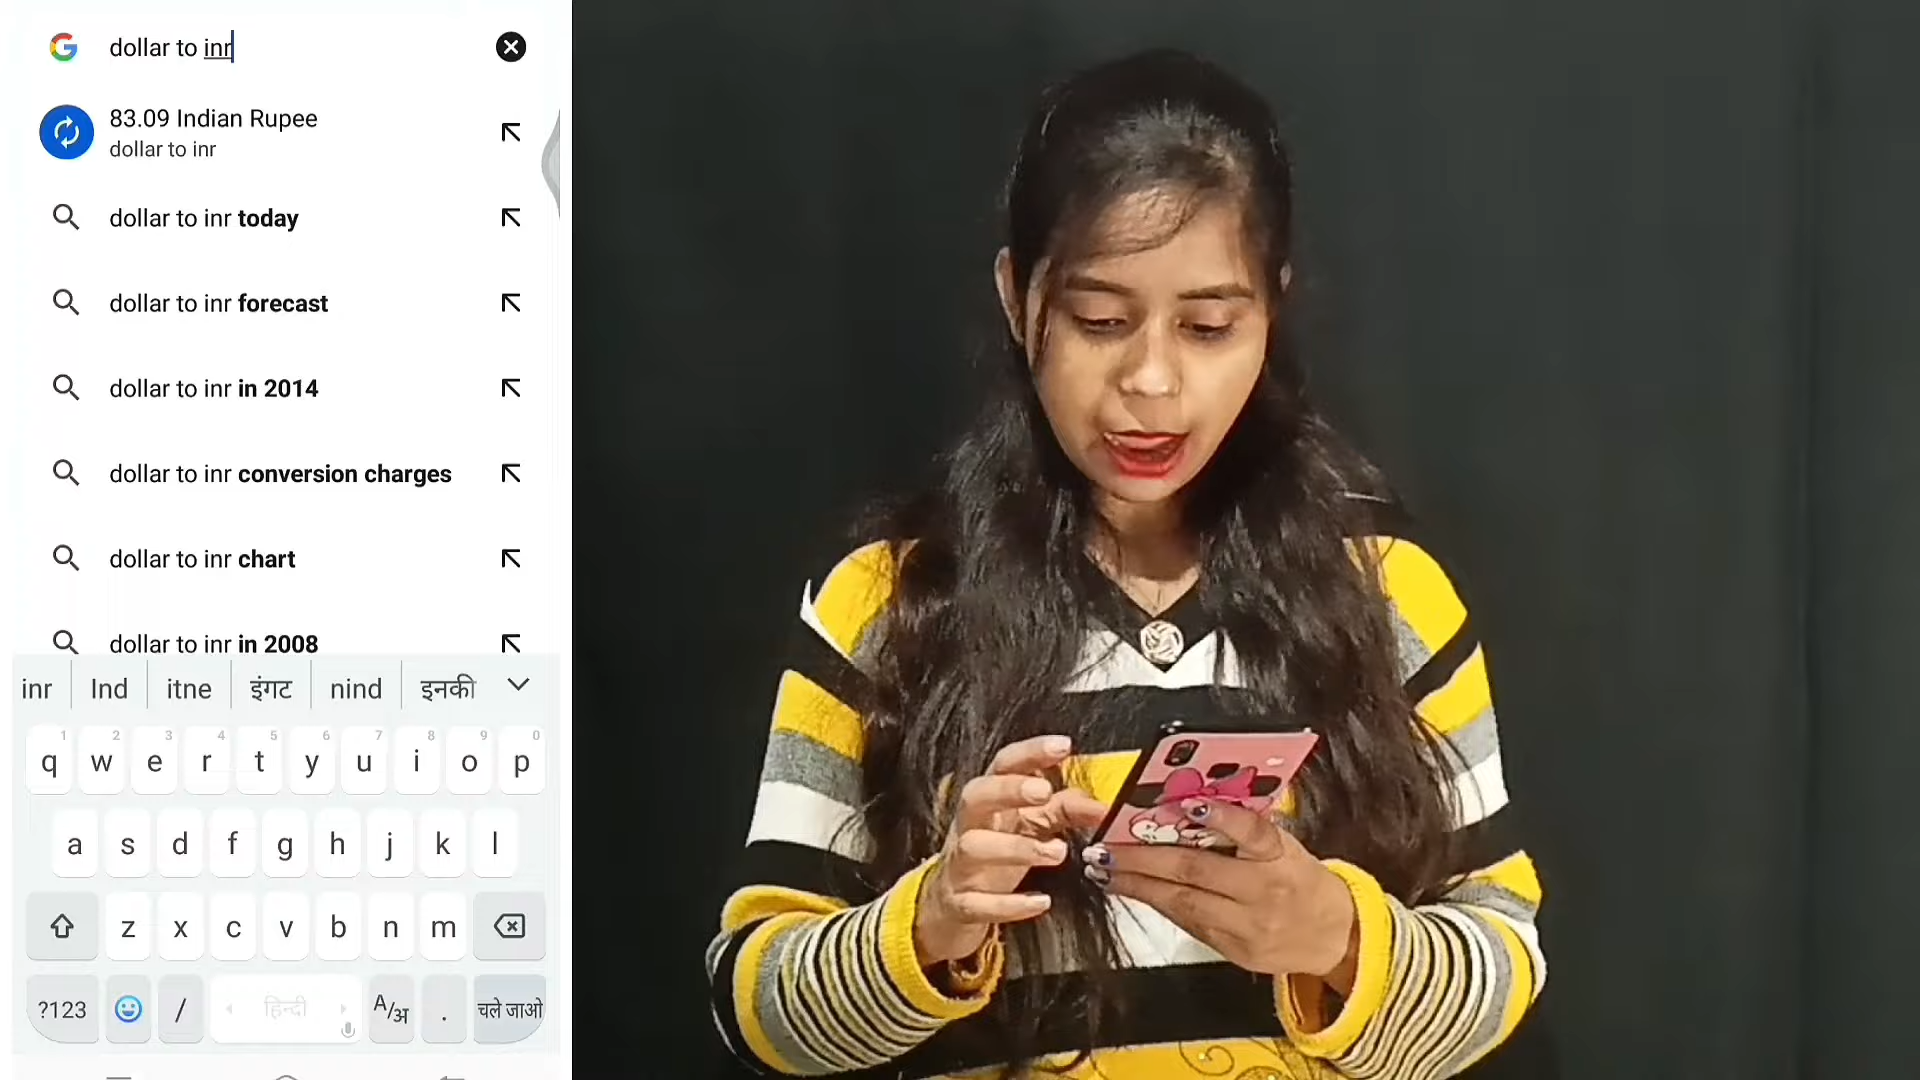 dollar to inr
83.09 Indian Rupee
dollar to inr
dollar to inr today
dollar to inr forecast
dollar to inr in 2014
dollar to inr conversion charges
dollar to inr chart
dollar to inr in 2008
inr Ind itne इंगट nind इनकी
1 2 3 4 5 6 7 8 9 0
q w e r t y u i o p
a s d f g h j k l
z x c v b n m
?123 / हिन्दी A/अ . चले जाओ